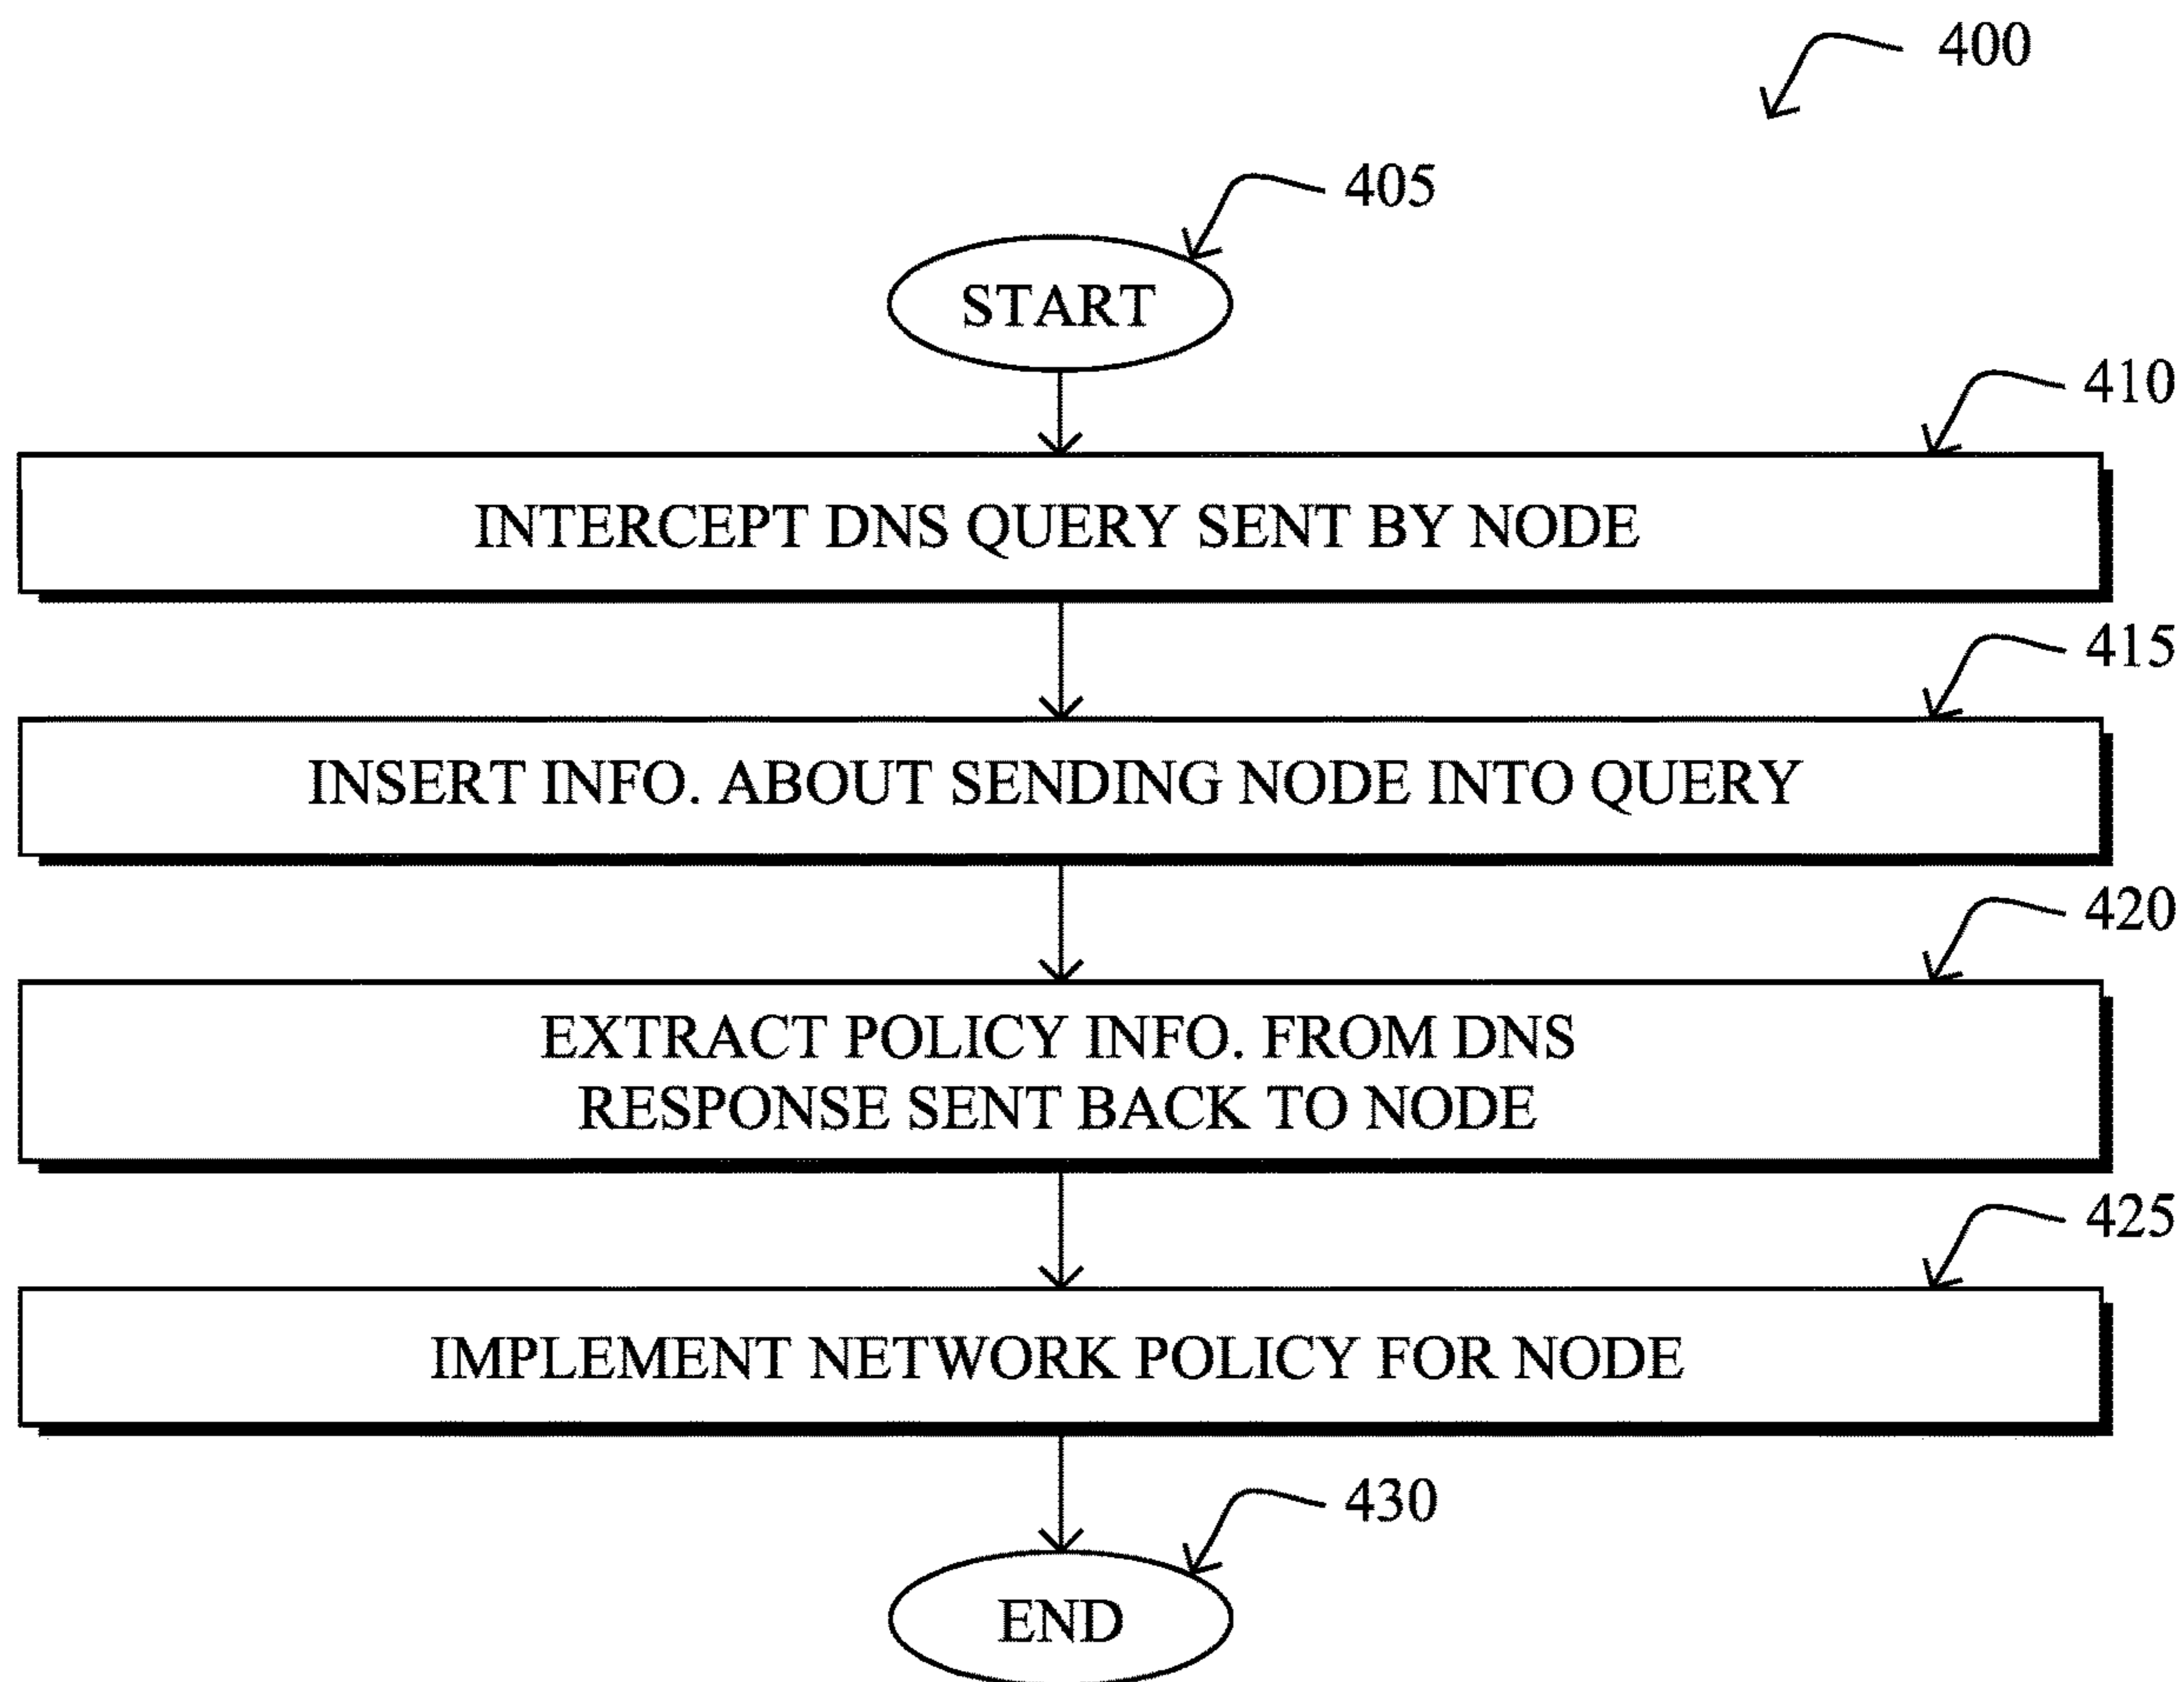 400
405
START
410
INTERCEPT DNS QUERY SENT BY NODE
415
INSERT INFO. ABOUT SENDING NODE INTO QUERY
420
EXTRACT POLICY INFO. FROM DNS
RESPONSE SENT BACK TO NODE
425
IMPLEMENT NETWORK POLICY FOR NODE
430
END